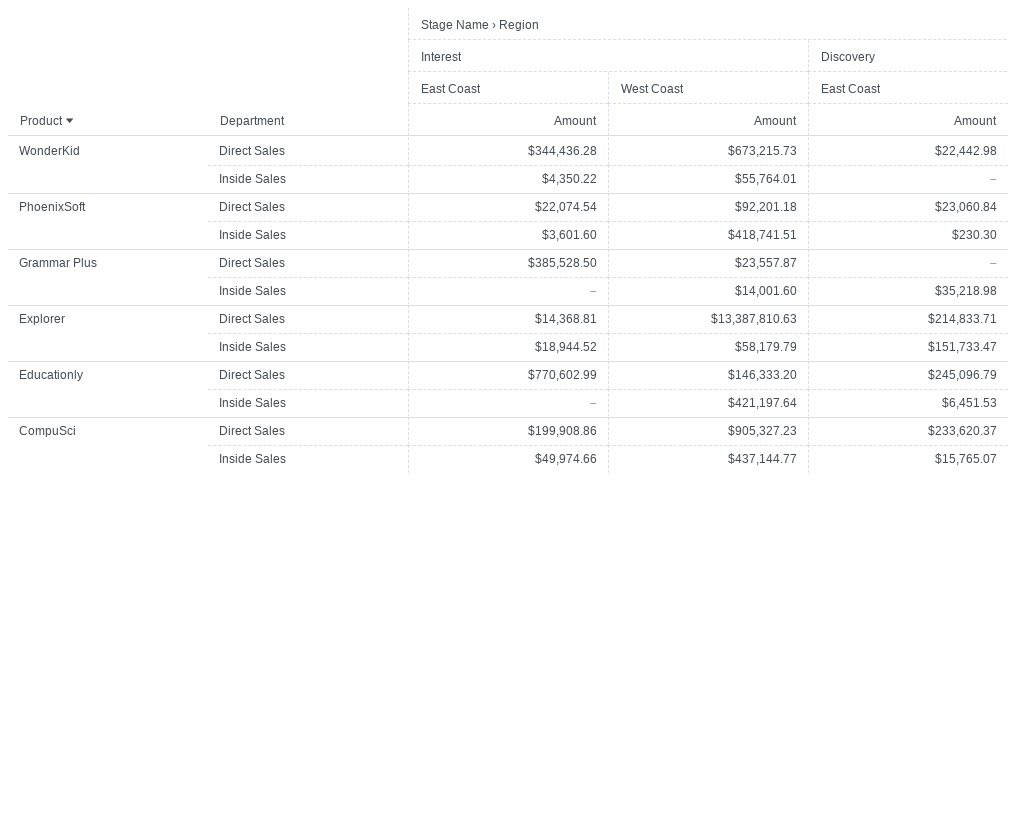 Stage Name › Region
Interest Discovery
East Coast West Coast East Coast
Product Department Amount Amount Amount
WonderKid Direct Sales $344,436.28 $673,215.73 $22,442.98
Inside Sales $4,350.22 $55,764.01 –
PhoenixSoft Direct Sales $22,074.54 $92,201.18 $23,060.84
Inside Sales $3,601.60 $418,741.51 $230.30
Grammar Plus Direct Sales $385,528.50 $23,557.87 –
Inside Sales – $14,001.60 $35,218.98
Explorer Direct Sales $14,368.81 $13,387,810.63 $214,833.71
Inside Sales $18,944.52 $58,179.79 $151,733.47
Educationly Direct Sales $770,602.99 $146,333.20 $245,096.79
Inside Sales – $421,197.64 $6,451.53
CompuSci Direct Sales $199,908.86 $905,327.23 $233,620.37
Inside Sales $49,974.66 $437,144.77 $15,765.07